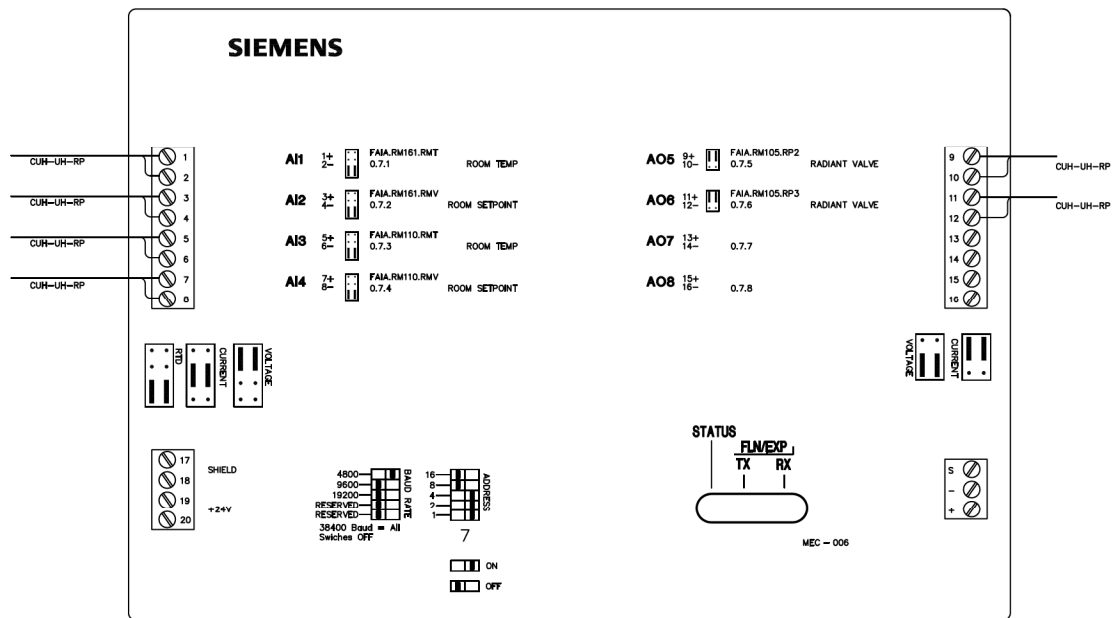 SIEMENS
CUH-UH-RP
CUH-UH-RP
CUH-UH-RP
CUH-UH-RP
1
2
3
4
5
6
7
8
AI1 1+ 2- FAIA.RM161.RMT 0.7.1 ROOM TEMP
AI2 3+ 4- FAIA.RM161.RMV 0.7.2 ROOM SETPOINT
AI3 5+ 6- FAIA.RM110.RMT 0.7.3 ROOM TEMP
AI4 7+ 8- FAIA.RM110.RMV 0.7.4 ROOM SETPOINT
AO5 9+ 10- FAIA.RM105.RP2 0.7.5 RADIANT VALVE
AO6 11+ 12- FAIA.RM105.RP3 0.7.6 RADIANT VALVE
AO7 13+ 14- 0.7.7
AO8 15+ 16- 0.7.8
9
10
11
12
13
14
15
16
CUH-UH-RP
CUH-UH-RP
RTD
CURRENT
VOLTAGE
VOLTAGE
CURRENT
17
18
19
20
SHIELD
+24V
4800
9600
19200
RESERVED
RESERVED
BAUD RATE
38400 Baud = All
Swiches OFF
16
8
4
2
1
ADDRESS
7
ON
OFF
STATUS
FLN/EXP
TX RX
MEC - 006
S
-
+